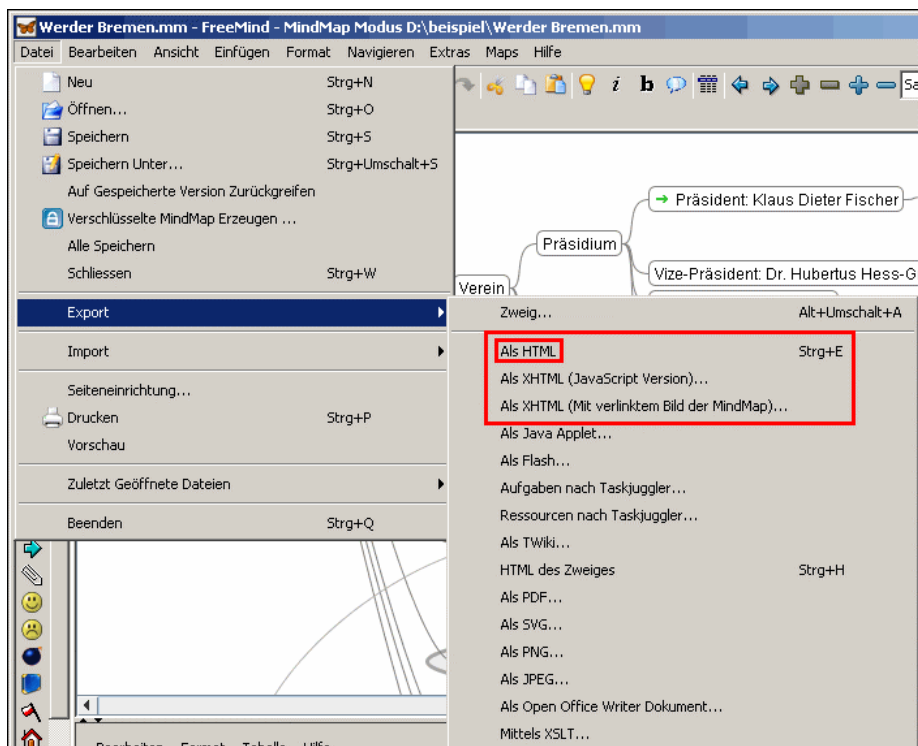 Werder Bremen.mm - FreeMind - MindMap Modus D:\beispiel\Werder Bremen.mm
Datei Bearbeiten Ansicht Einfügen Format Navigieren Extras Maps Hilfe
Neu Strg+N
Öffnen... Strg+O
Speichern Strg+S
Speichern Unter... Strg+Umschalt+S
Auf Gespeicherte Version Zurückgreifen
Verschlüsselte MindMap Erzeugen ...
Alle Speichern
Schliessen Strg+W
Export
Import
Seiteneinrichtung...
Drucken Strg+P
Vorschau
Zuletzt Geöffnete Dateien
Beenden Strg+Q
i b
Präsident: Klaus Dieter Fischer
Präsidium
Vize-Präsident: Dr. Hubertus Hess-G
Verein
Zweig... Alt+Umschalt+A
Als HTML Strg+E
Als XHTML (JavaScript Version)...
Als XHTML (Mit verlinktem Bild der MindMap)...
Als Java Applet...
Als Flash...
Aufgaben nach Taskjuggler...
Ressourcen nach Taskjuggler...
Als TWiki...
HTML des Zweiges Strg+H
Als PDF...
Als SVG...
Als PNG...
Als JPEG...
Als Open Office Writer Dokument...
Mittels XSLT...
Bearbeiten Format Tabelle Hilfe